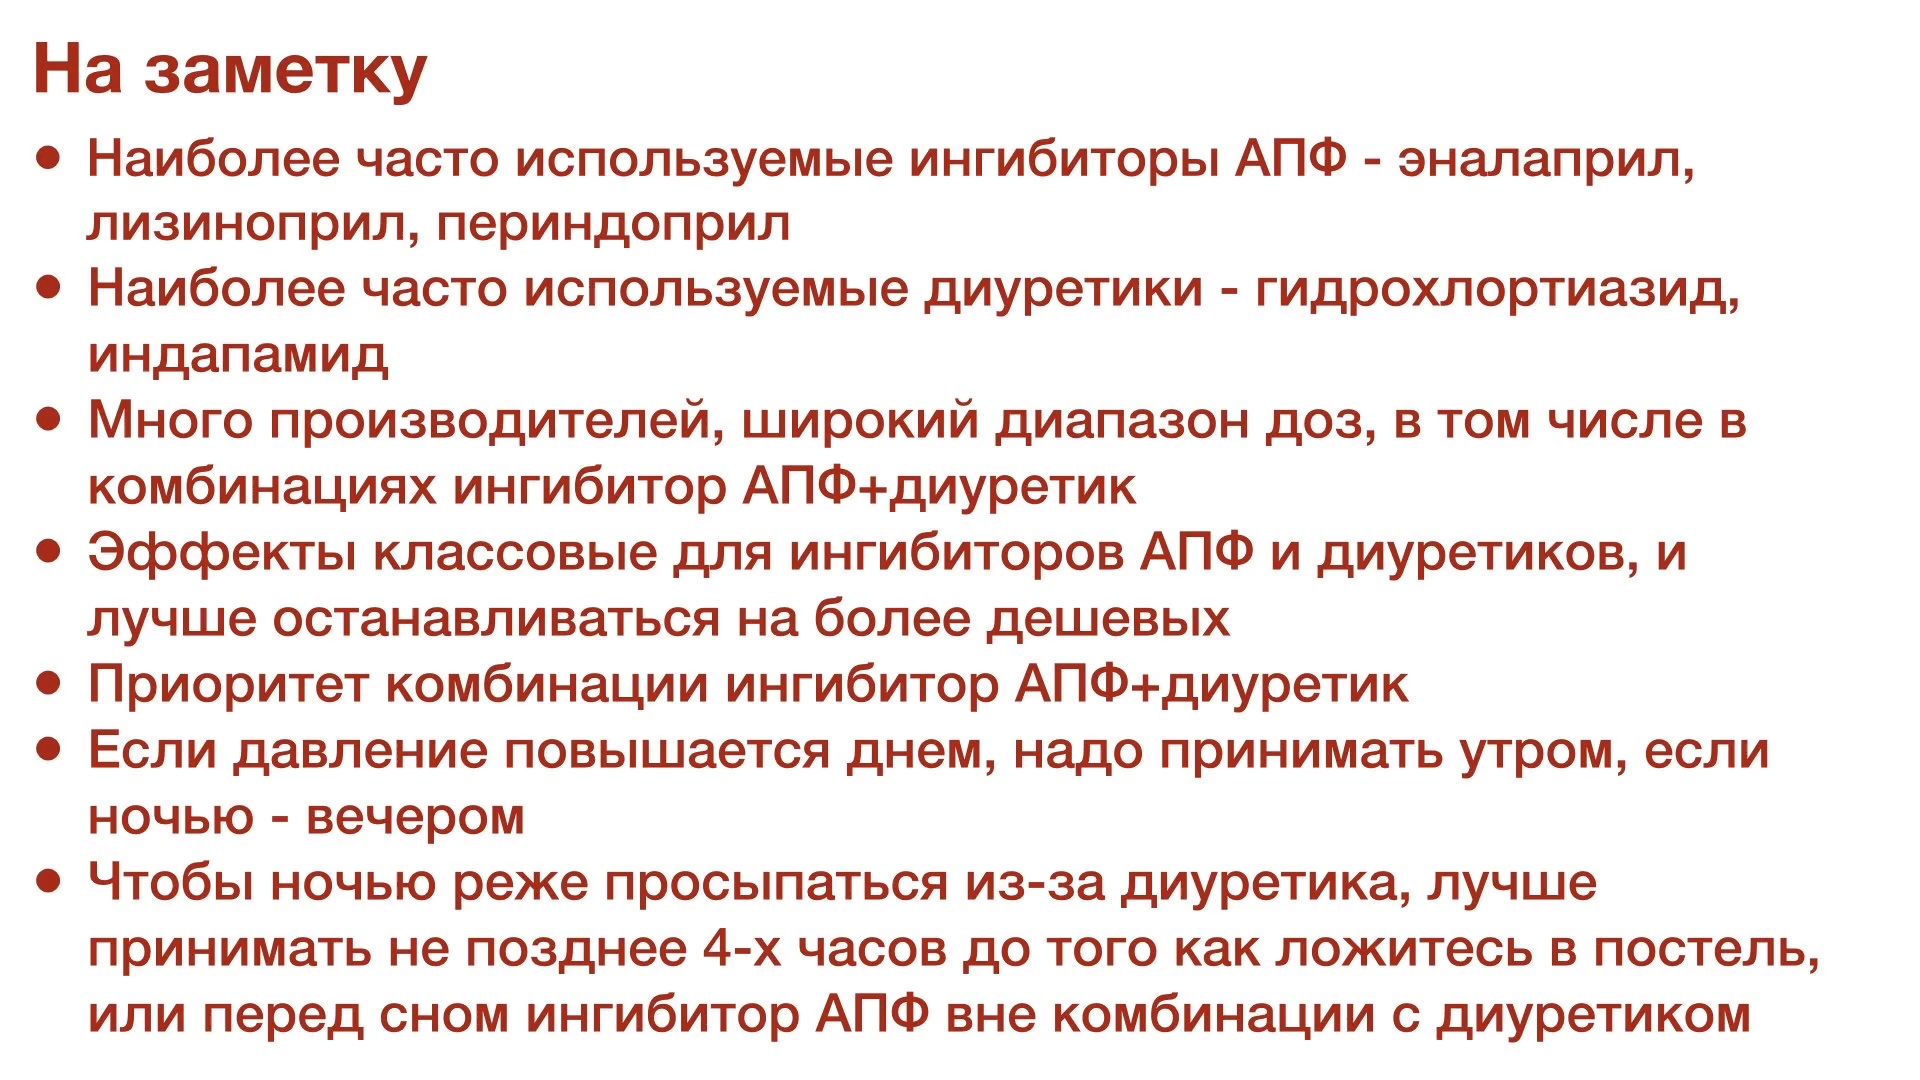 На заметку
• Наиболее часто используемые ингибиторы АПФ - эналаприл,
лизиноприл, периндоприл
• Наиболее часто используемые диуретики - гидрохлортиазид,
индапамид
• Много производителей, широкий диапазон доз, в том числе в
комбинациях ингибитор АПФ+диуретик
• Эффекты классовые для ингибиторов АПФ и диуретиков, и
лучше останавливаться на более дешевых
• Приоритет комбинации ингибитор АПФ+диуретик
• Если давление повышается днем, надо принимать утром, если
ночью - вечером
• Чтобы ночью реже просыпаться из-за диуретика, лучше
принимать не позднее 4-х часов до того как ложитесь в постель,
или перед сном ингибитор АПФ вне комбинации с диуретиком